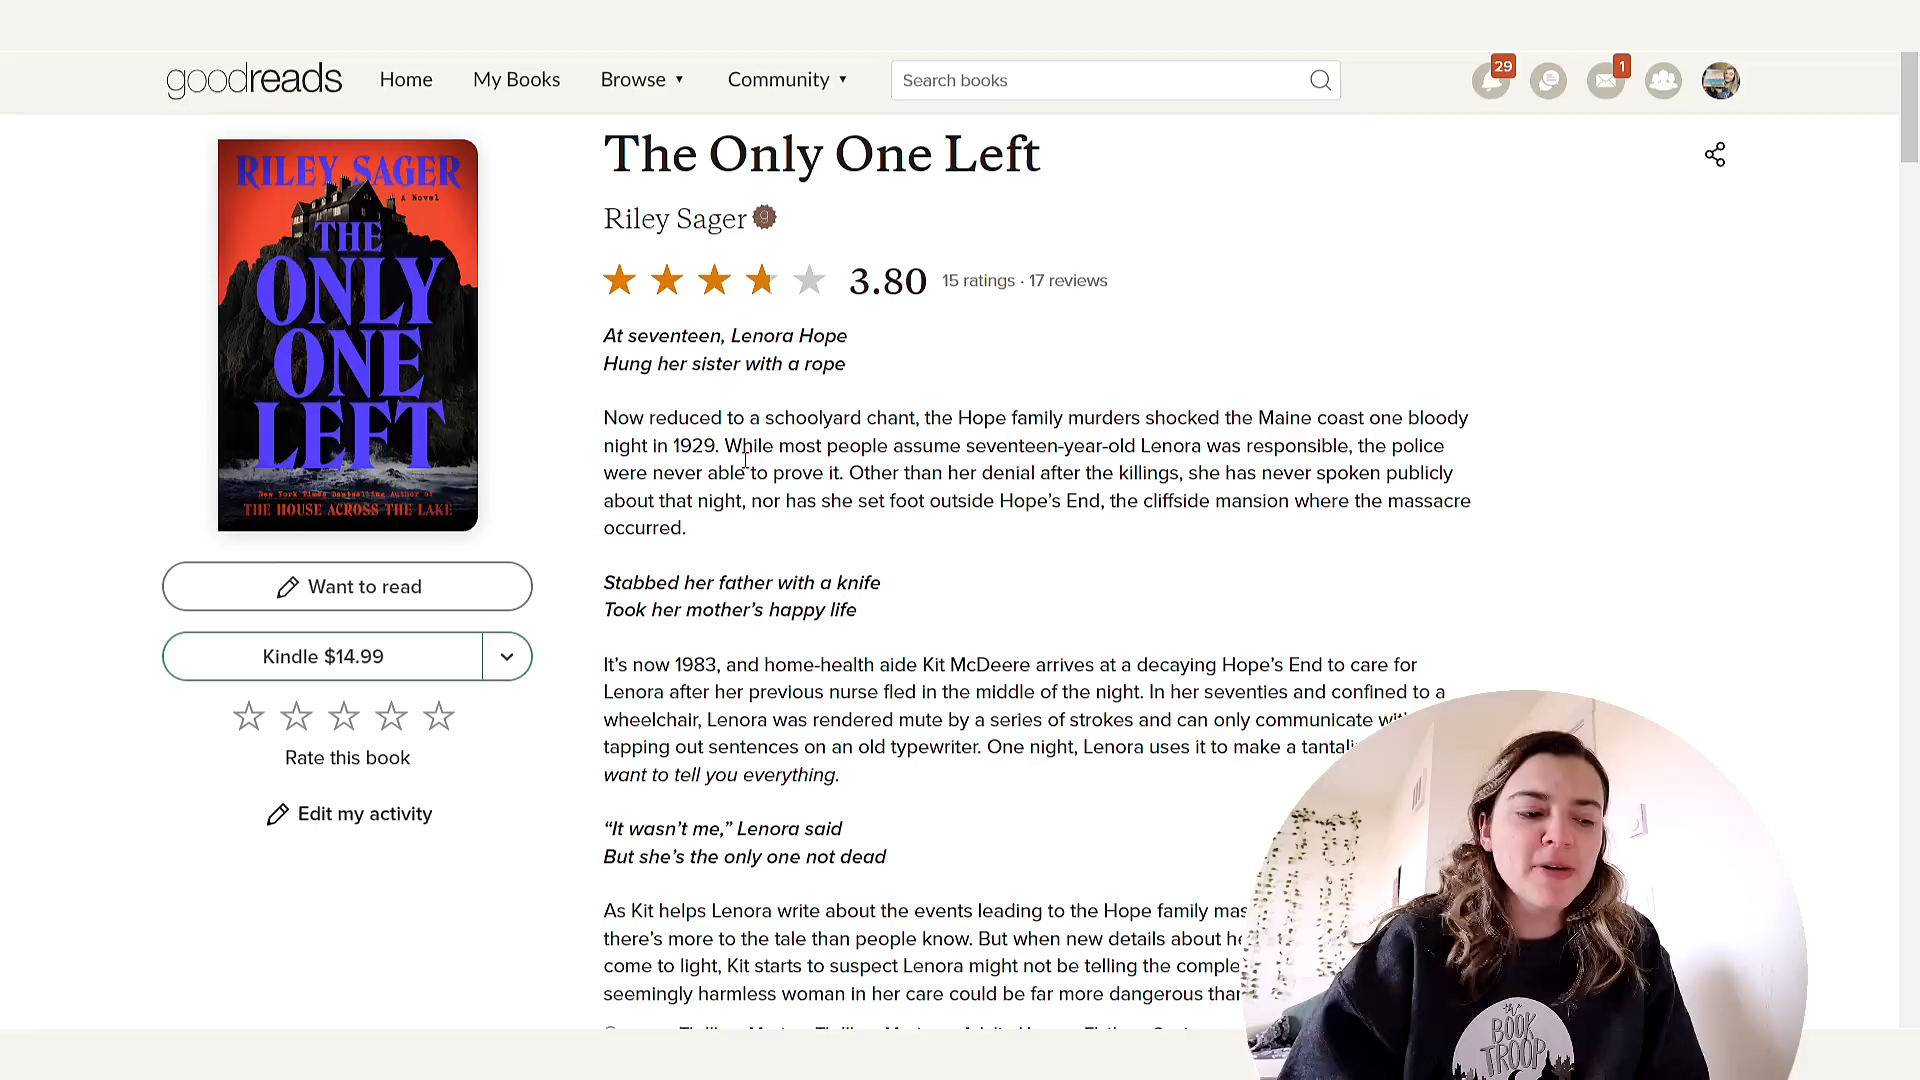 goodreads Home My Books Browse Community Search books 29 1
RILEY SAGER
A Novel
THE
ONLY
ONE
LEFT
New York Times Bestselling Author of
THE HOUSE ACROSS THE LAKE
Want to read
Kindle $14.99
Rate this book
Edit my activity
The Only One Left
Riley Sager g
3.80 15 ratings · 17 reviews
At seventeen, Lenora Hope
Hung her sister with a rope
Now reduced to a schoolyard chant, the Hope family murders shocked the Maine coast one bloody
night in 1929. While most people assume seventeen-year-old Lenora was responsible, the police
were never able to prove it. Other than her denial after the killings, she has never spoken publicly
about that night, nor has she set foot outside Hope’s End, the cliffside mansion where the massacre
occurred.
Stabbed her father with a knife
Took her mother’s happy life
It’s now 1983, and home-health aide Kit McDeere arrives at a decaying Hope’s End to care for
Lenora after her previous nurse fled in the middle of the night. In her seventies and confined to a
wheelchair, Lenora was rendered mute by a series of strokes and can only communicate
tapping out sentences on an old typewriter. One night, Lenora uses it to make a
want to tell you everything.
“It wasn’t me,” Lenora said
But she’s the only one not dead
As Kit helps Lenora write about the events leading to the Hope family
there’s more to the tale than people know. But when new details about
come to light, Kit starts to suspect Lenora might not be telling the
seemingly harmless woman in her care could be far more dangerous
the
BOOK
TROOP